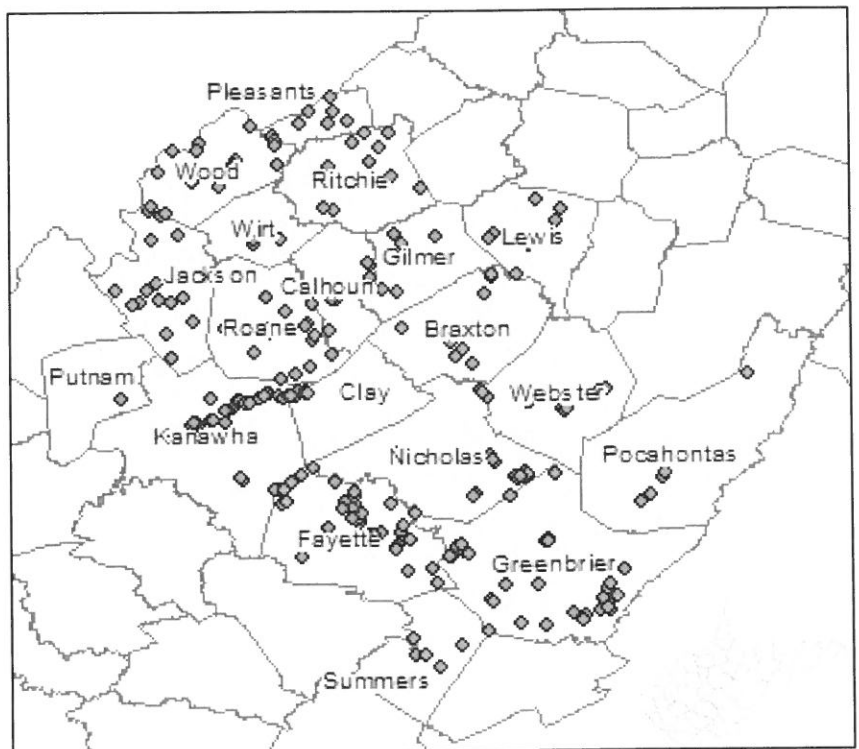 Pleasants
Wood
Ritchie
Wirt
Lewis
Gilmer
Jackson
Calhoun
Roane
Braxton
Putnam
Clay
Webster
Kanawha
Nicholas
Pocahontas
Fayette
Greenbrier
Summers